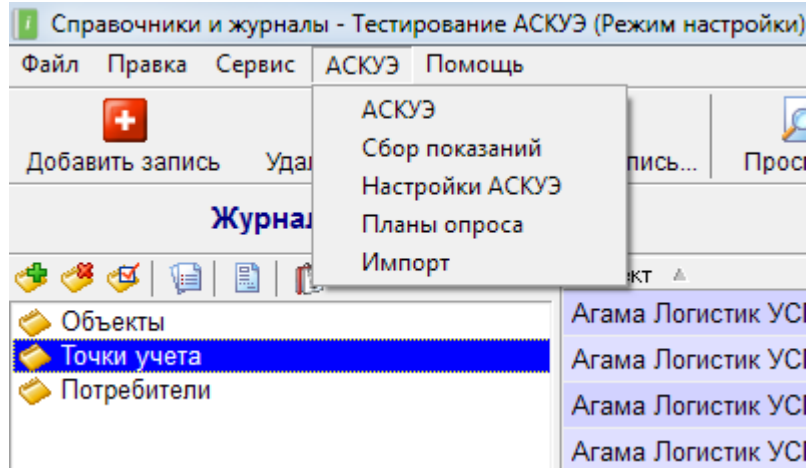 Справочники и журналы - Тестирование АСКУЭ (Режим настройки)
Файл Правка Сервис АСКУЭ Помощь
АСКУЭ
Сбор показаний
Настройки АСКУЭ
Планы опроса
Импорт
Добавить запись
Объекты
Точки учета
Потребители
Агама Логистик
Агама Логистик
Агама Логистик
Агама Логистик